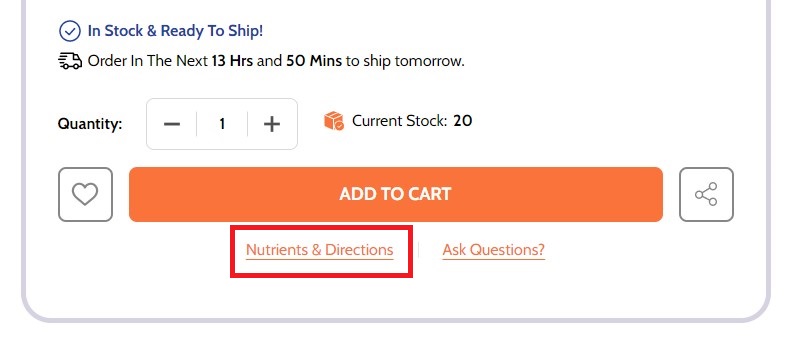 In Stock & Ready To Ship!
Order In The Next 13 Hrs and 50 Mins to ship tomorrow.
Quantity: 1 Current Stock: 20
ADD TO CART
Nutrients & Directions Ask Questions?